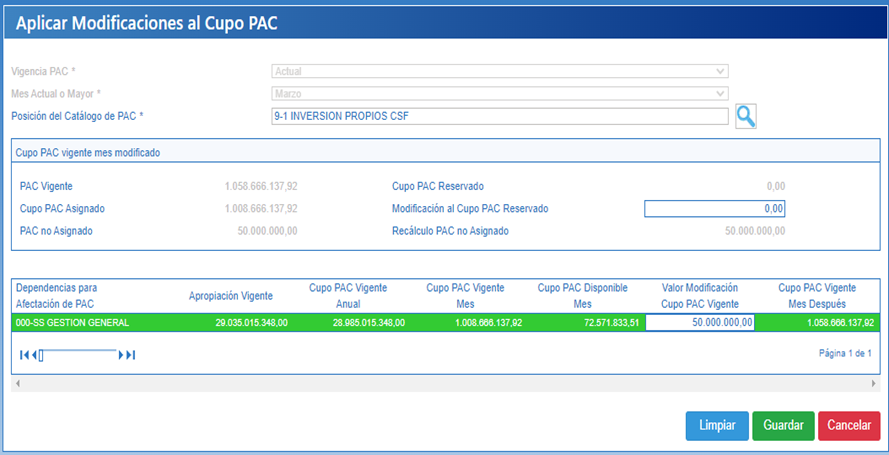 Aplicar Modificaciones al Cupo PAC
Vigencia PAC * Actual
Mes Actual o Mayor * Marzo
Posición del Catálogo de PAC * 9-1 INVERSION PROPIOS CSF
Cupo PAC vigente mes modificado
PAC Vigente 1.058.666.137,92 Cupo PAC Reservado 0,00
Cupo PAC Asignado 1.008.666.137,92 Modificación al Cupo PAC Reservado 0,00
PAC no Asignado 50.000.000,00 Recálculo PAC no Asignado 50.000.000,00
Dependencias para Afectación de PAC Apropiación Vigente Cupo PAC Vigente Anual Cupo PAC Vigente Mes Cupo PAC Disponible Mes Valor Modificación Cupo PAC Vigente Cupo PAC Vigente Mes Después
000-SS GESTION GENERAL 29.035.015.348,00 28.985.015.348,00 1.008.666.137,92 72.571.833,51 50.000.000,00 1.058.666.137,92
Página 1 de 1
Limpiar Guardar Cancelar